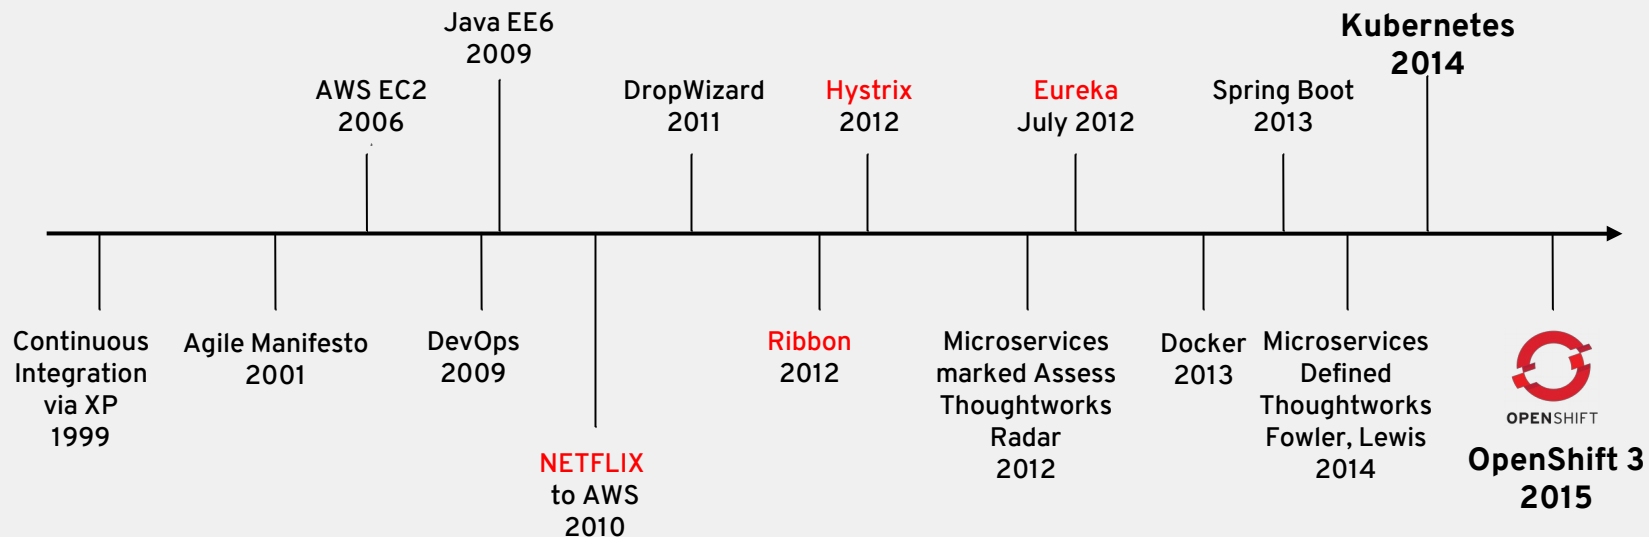 Java EE6
2009
Kubernetes
2014
AWS EC2
2006
DropWizard
2011
Hystrix
2012
Eureka
July 2012
Spring Boot
2013
Continuous
Integration
via XP
1999
Agile Manifesto
2001
DevOps
2009
NETFLIX
to AWS
2010
Ribbon
2012
Microservices
marked Assess
Thoughtworks
Radar
2012
Docker
2013
Microservices
Defined
Thoughtworks
Fowler, Lewis
2014
OPENSHIFT
OpenShift 3
2015